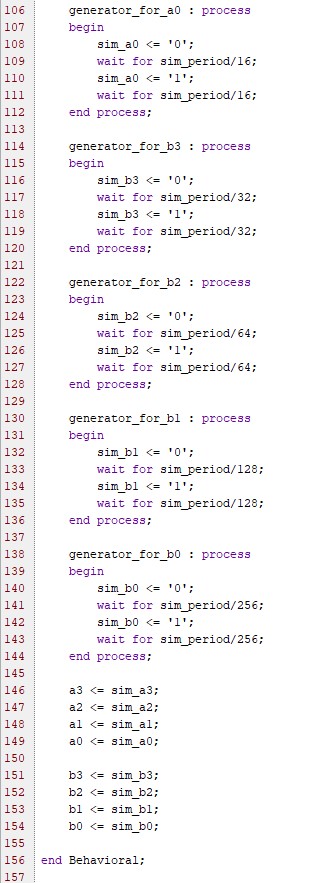 106 generator_for_a0 : process
107 begin
108 sim_a0 <= '0';
109 wait for sim_period/16;
110 sim_a0 <= '1';
111 wait for sim_period/16;
112 end process;
113
114 generator_for_b3 : process
115 begin
116 sim_b3 <= '0';
117 wait for sim_period/32;
118 sim_b3 <= '1';
119 wait for sim_period/32;
120 end process;
121
122 generator_for_b2 : process
123 begin
124 sim_b2 <= '0';
125 wait for sim_period/64;
126 sim_b2 <= '1';
127 wait for sim_period/64;
128 end process;
129
130 generator_for_b1 : process
131 begin
132 sim_b1 <= '0';
133 wait for sim_period/128;
134 sim_b1 <= '1';
135 wait for sim_period/128;
136 end process;
137
138 generator_for_b0 : process
139 begin
140 sim_b0 <= '0';
141 wait for sim_period/256;
142 sim_b0 <= '1';
143 wait for sim_period/256;
144 end process;
145
146 a3 <= sim_a3;
147 a2 <= sim_a2;
148 a1 <= sim_a1;
149 a0 <= sim_a0;
150
151 b3 <= sim_b3;
152 b2 <= sim_b2;
153 b1 <= sim_b1;
154 b0 <= sim_b0;
155
156 end Behavioral;
157